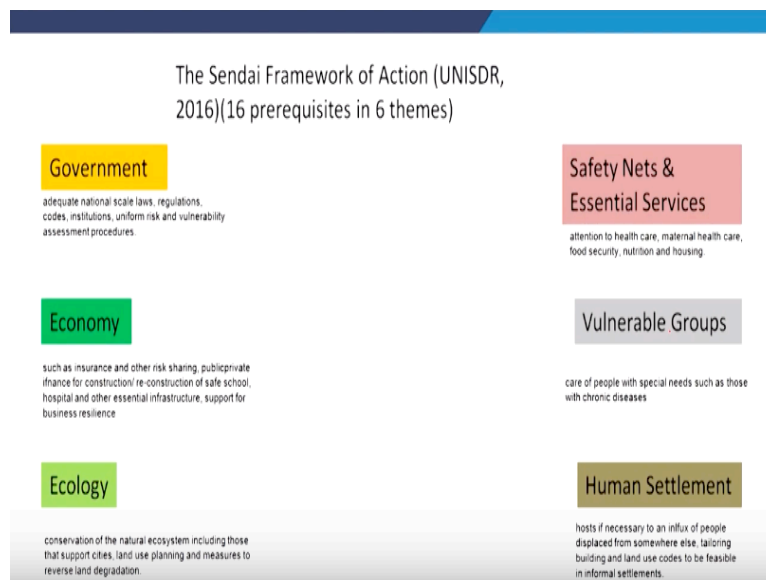 The Sendai Framework of Action (UNISDR,
2016)(16 prerequisites in 6 themes)
Government
adequate national scale laws, regulations,
codes, institutions, uniform risk and vulnerability
assessment procedures.
Economy
such as insurance and other risk sharing, publicprivate
ifnance for construction/ re-construction of safe school,
hospital and other essential infrastructure, support for
business resilience
Ecology
conservation of the natural ecosystem including those
that support cities, land use planning and measures to
reverse land degradation.
Safety Nets &
Essential Services
attention to health care, maternal health care,
food security, nutrition and housing.
Vulnerable Groups
care of people with special needs such as those
with chronic diseases
Human Settlement
hosts if necessary to an inlfux of people
displaced from somewhere else, tailoring
building and land use codes to be feasible
in informal settlements.